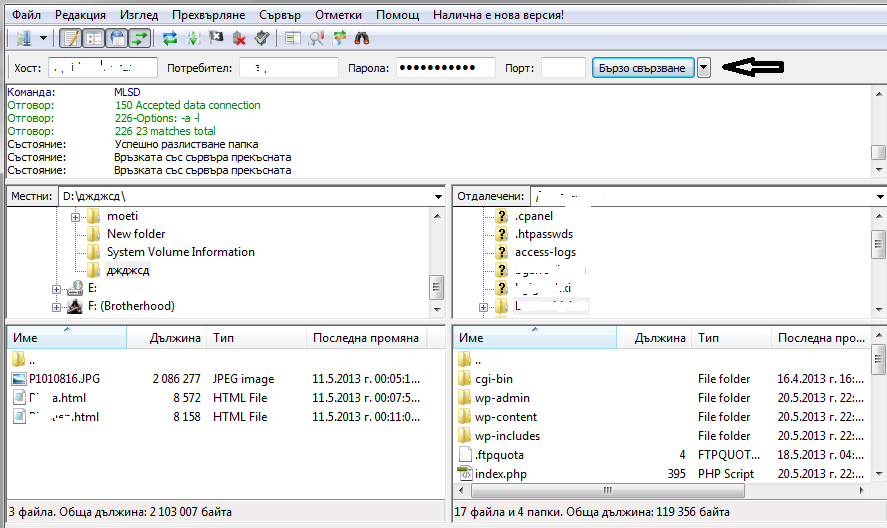 Файл Редакция Изглед Прехвърляне Сървър Отметки Помощ Налична е нова версия!
Хост: Потребител: Парола: ●●●●●●●●●●● Порт: Бързо свързване
Команда: MLSD
Отговор: 150 Accepted data connection
Отговор: 226-Options: -a -l
Отговор: 226 23 matches total
Състояние: Успешно разлистване папка
Състояние: Връзката със сървъра прекъсната
Състояние: Връзката със сървъра прекъсната
Местни: D:\джджсд\
moeti
New folder
System Volume Information
джджсд
E:
F: (Brotherhood)
Отдалечени: /
.cpanel
.htpasswds
access-logs
Име Дължина Тип Последна промяна
..
P1010816.JPG 2 086 277 JPEG image 11.5.2013 г. 00:05:1...
a.html 8 572 HTML File 11.5.2013 г. 00:07:5...
.html 8 158 HTML File 11.5.2013 г. 00:11:0...
3 файла. Обща дължина: 2 103 007 байта
Име Дължина Тип Последна про...
..
cgi-bin File folder 16.4.2013 г. 16:...
wp-admin File folder 20.5.2013 г. 22:...
wp-content File folder 20.5.2013 г. 22:...
wp-includes File folder 20.5.2013 г. 22:...
.ftpquota 4 FTPQUOT... 18.5.2013 г. 04:...
index.php 395 PHP Script 20.5.2013 г. 22:...
17 файла и 4 папки. Обща дължина: 119 356 байта